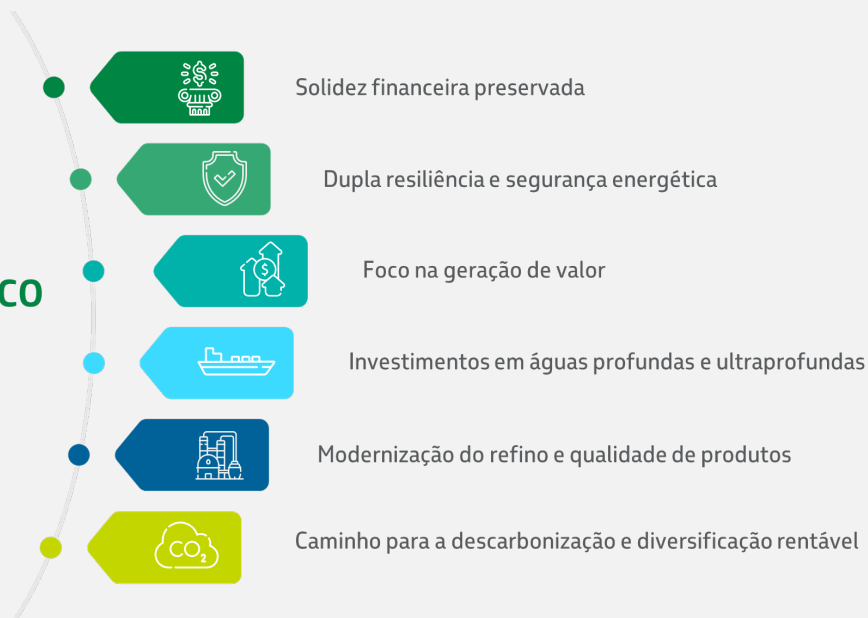 Solidez financeira preservada
Dupla resiliência e segurança energética
Foco na geração de valor
co
Investimentos em águas profundas e ultraprofundas
Modernização do refino e qualidade de produtos
CO₂
Caminho para a descarbonização e diversificação rentável